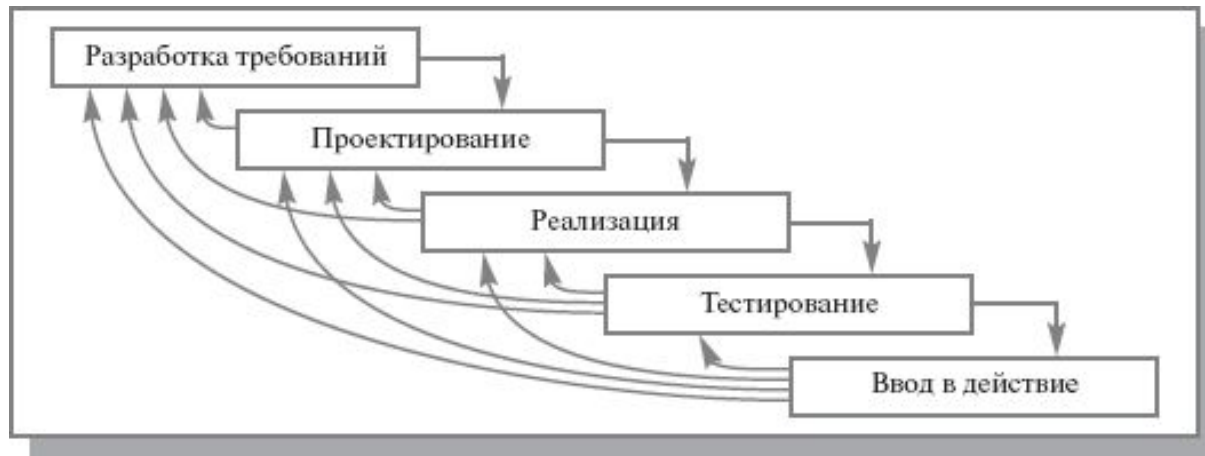 Разработка требований
Проектирование
Реализация
Тестирование
Ввод в действие